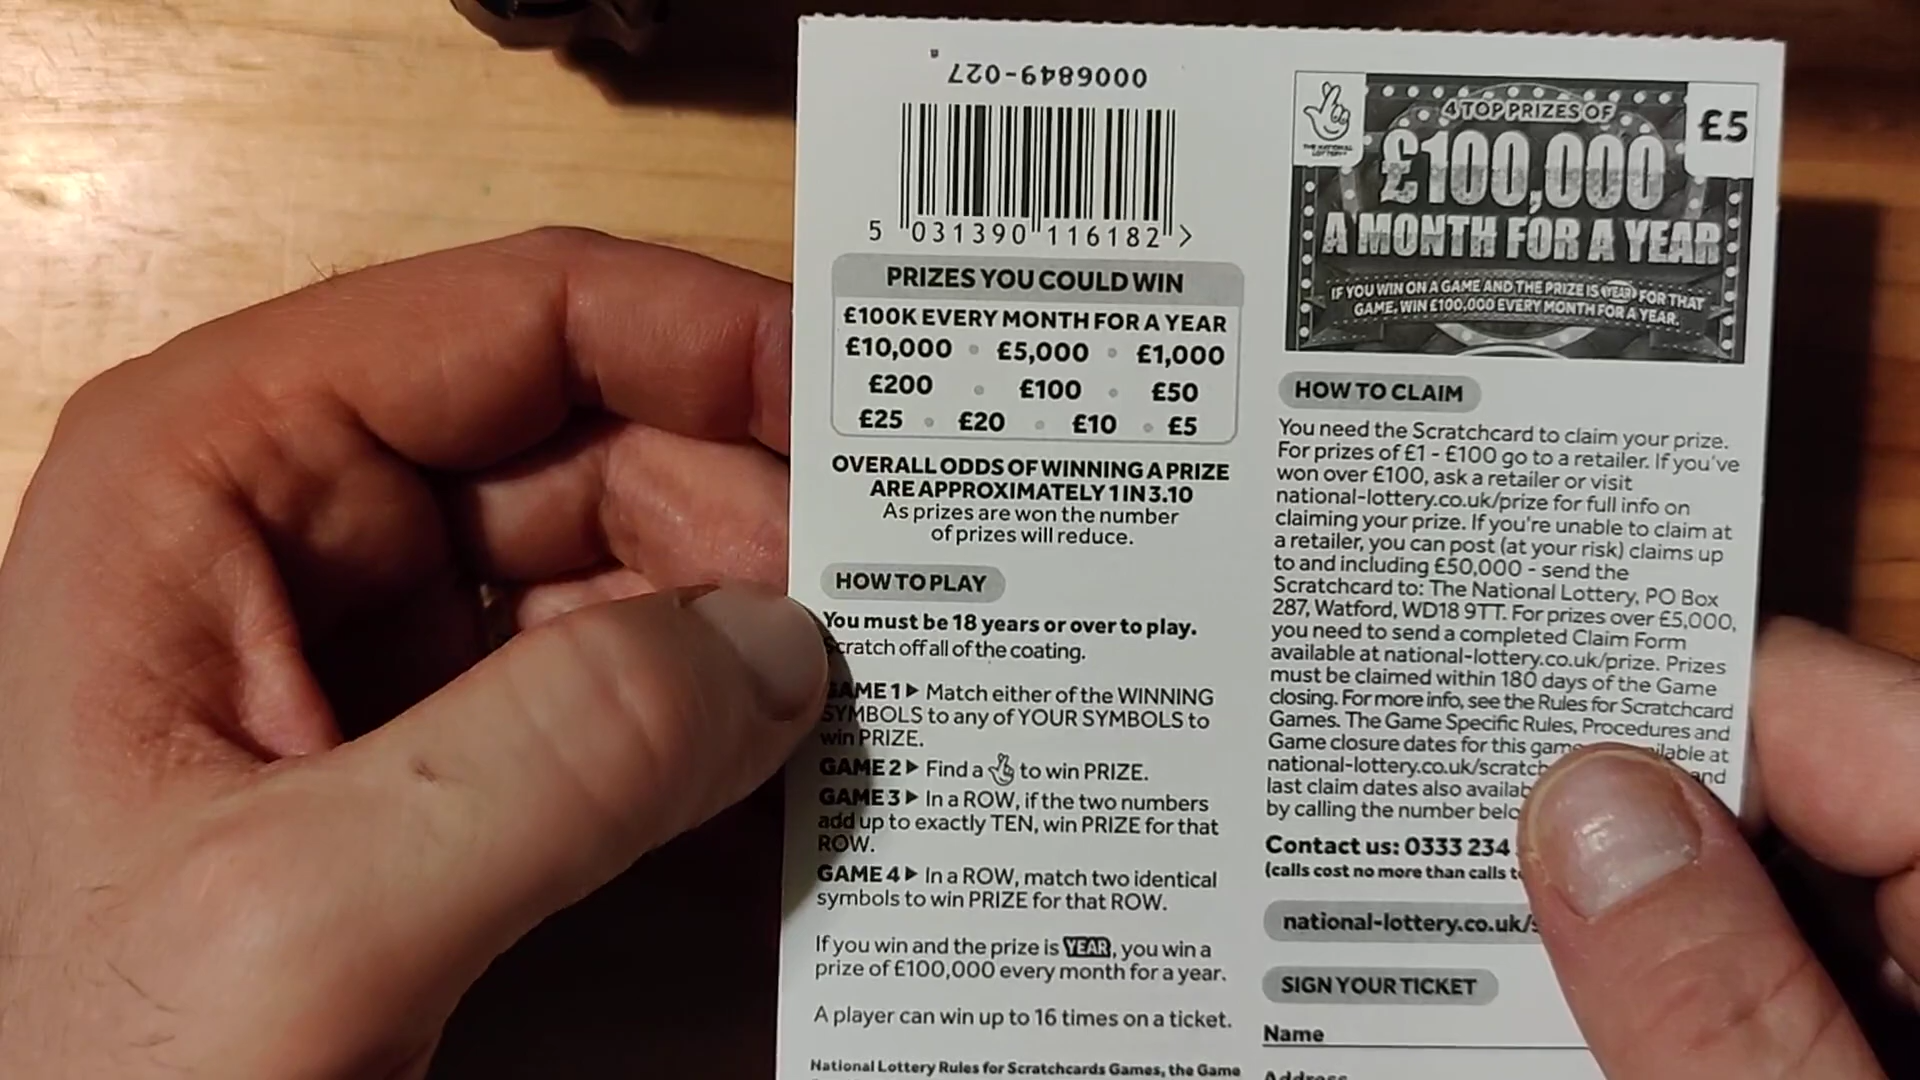 0006849-027
5 031390 116182 >
PRIZES YOU COULD WIN
£100K EVERY MONTH FOR A YEAR
£10,000 • £5,000 • £1,000
£200 • £100 • £50
£25 • £20 • £10 • £5
OVERALL ODDS OF WINNING A PRIZE
ARE APPROXIMATELY 1 IN 3.10
As prizes are won the number
of prizes will reduce.
HOW TO PLAY
You must be 18 years or over to play.
Scratch off all of the coating.
GAME 1 ▶ Match either of the WINNING
SYMBOLS to any of YOUR SYMBOLS to
win PRIZE.
GAME 2 ▶ Find a to win PRIZE.
GAME 3 ▶ In a ROW, if the two numbers
add up to exactly TEN, win PRIZE for that
ROW.
GAME 4 ▶ In a ROW, match two identical
symbols to win PRIZE for that ROW.
If you win and the prize is YEAR, you win a
prize of £100,000 every month for a year.
A player can win up to 16 times on a ticket.
National Lottery Rules for Scratchcards Games, the Game
THE NATIONAL
LOTTERY
4 TOP PRIZES OF
£5
£100,000
A MONTH FOR A YEAR
IF YOU WIN ON A GAME AND THE PRIZE IS YEAR FOR THAT
GAME, WIN £100,000 EVERY MONTH FOR A YEAR.
HOW TO CLAIM
You need the Scratchcard to claim your prize.
For prizes of £1 - £100 go to a retailer. If you've
won over £100, ask a retailer or visit
national-lottery.co.uk/prize for full info on
claiming your prize. If you're unable to claim at
a retailer, you can post (at your risk) claims up
to and including £50,000 - send the
Scratchcard to: The National Lottery, PO Box
287, Watford, WD18 9TT. For prizes over £5,000,
you need to send a completed Claim Form
available at national-lottery.co.uk/prize. Prizes
must be claimed within 180 days of the Game
closing. For more info, see the Rules for Scratchcard
Games. The Game Specific Rules, Procedures and
Game closure dates for this game at
national-lottery.co.uk/scratch and
last claim dates also
by calling the number
Contact us: 0333 234
(calls cost no more than calls
national-lottery.co.uk/
SIGN YOUR TICKET
Name
Address